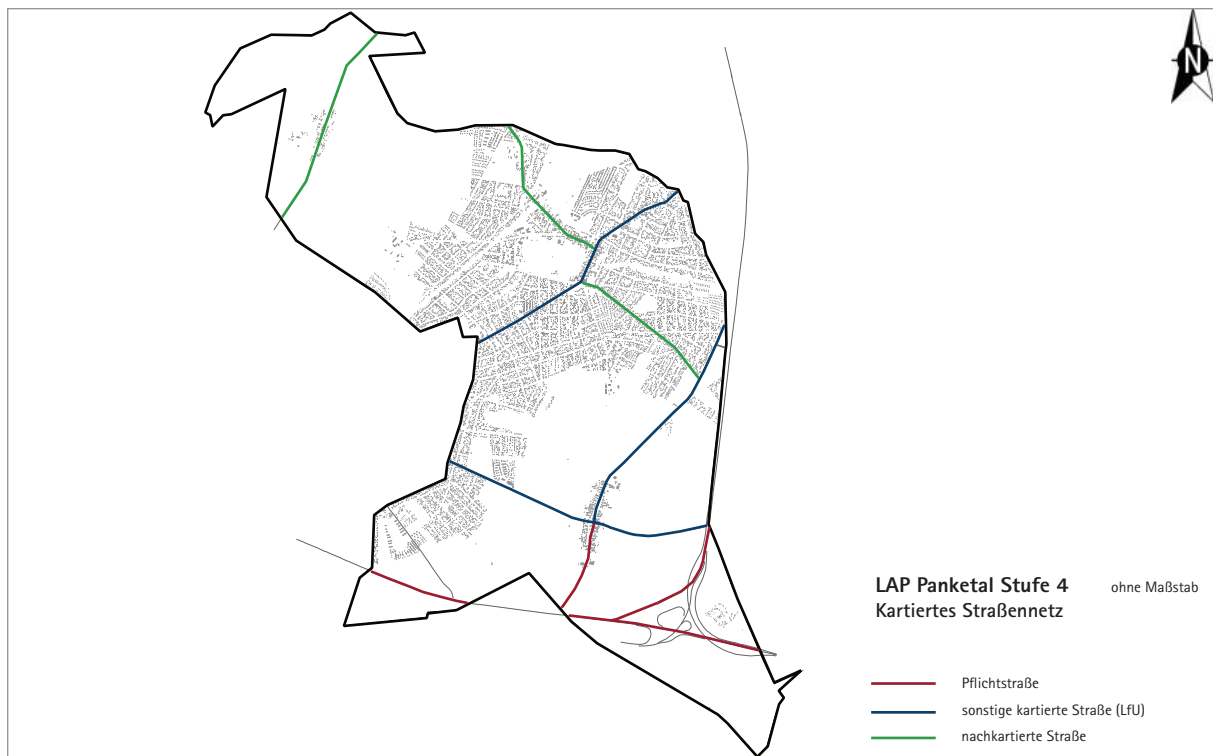 N
LAP Panketal Stufe 4 ohne Maßstab
Kartiertes Straßennetz
Pflichtstraße
sonstige kartierte Straße (LfU)
nachkartierte Straße